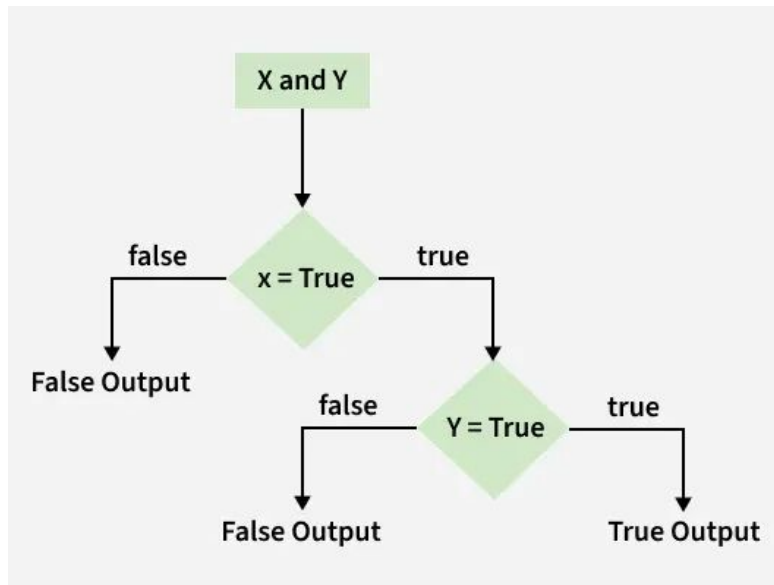 X and Y
false
x = True
true
False Output
false
Y = True
true
False Output
True Output